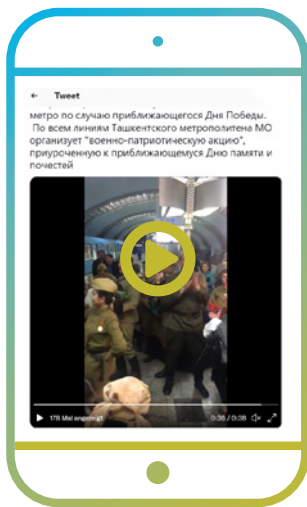 ← Tweet
метро по случаю приближающегося Дня Победы.
По всем линиям Ташкентского метрополитена МО
организует "военно-патриотическую акцию",
приуроченную к приближающемуся Дню памяти и
почестей
178 Mal angezeigt
0:38 / 0:38